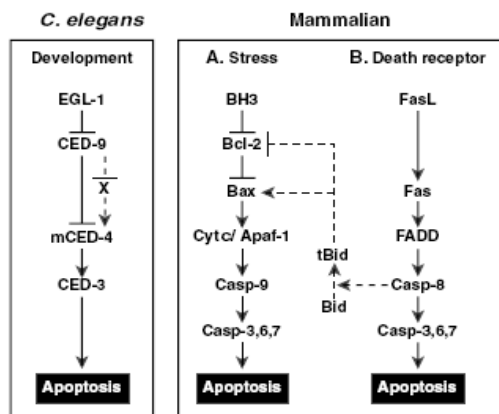 C. elegans
Development
EGL-1
CED-9
X
mCED-4
CED-3
Apoptosis
Mammalian
A. Stress
BH3
Bcl-2
Bax
Cytc/ Apaf-1
Casp-9
Casp-3,6,7
Apoptosis
tBid
Bid
B. Death receptor
FasL
Fas
FADD
Casp-8
Casp-3,6,7
Apoptosis